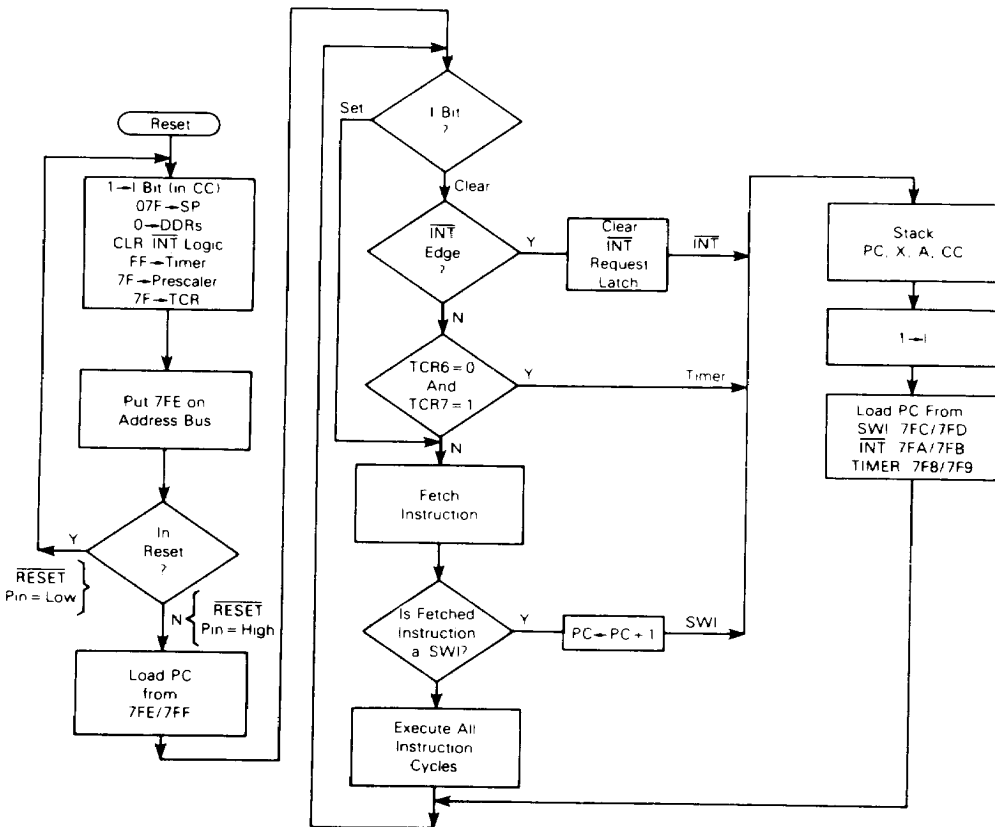 Reset
1→I Bit (in CC)
07F→SP
0→DDRs
CLR INT Logic
FF→Timer
7F→Prescaler
7F→TCR
Put 7FE on
Address Bus
In
Reset
?
Y
RESET
Pin = Low
N
RESET
Pin = High
Load PC
from
7FE/7FF
I Bit
?
Set
Clear
INT
Edge
?
Y
Clear
INT
Request
Latch
INT
N
TCR6 = 0
And
TCR7 = 1
Y
Timer
N
Fetch
Instruction
Is Fetched
Instruction
a SWI?
Y
PC←PC + 1
SWI
Execute All
Instruction
Cycles
Stack
PC, X, A, CC
1→I
Load PC From
SWI 7FC/7FD
INT 7FA/7FB
TIMER 7F8/7F9